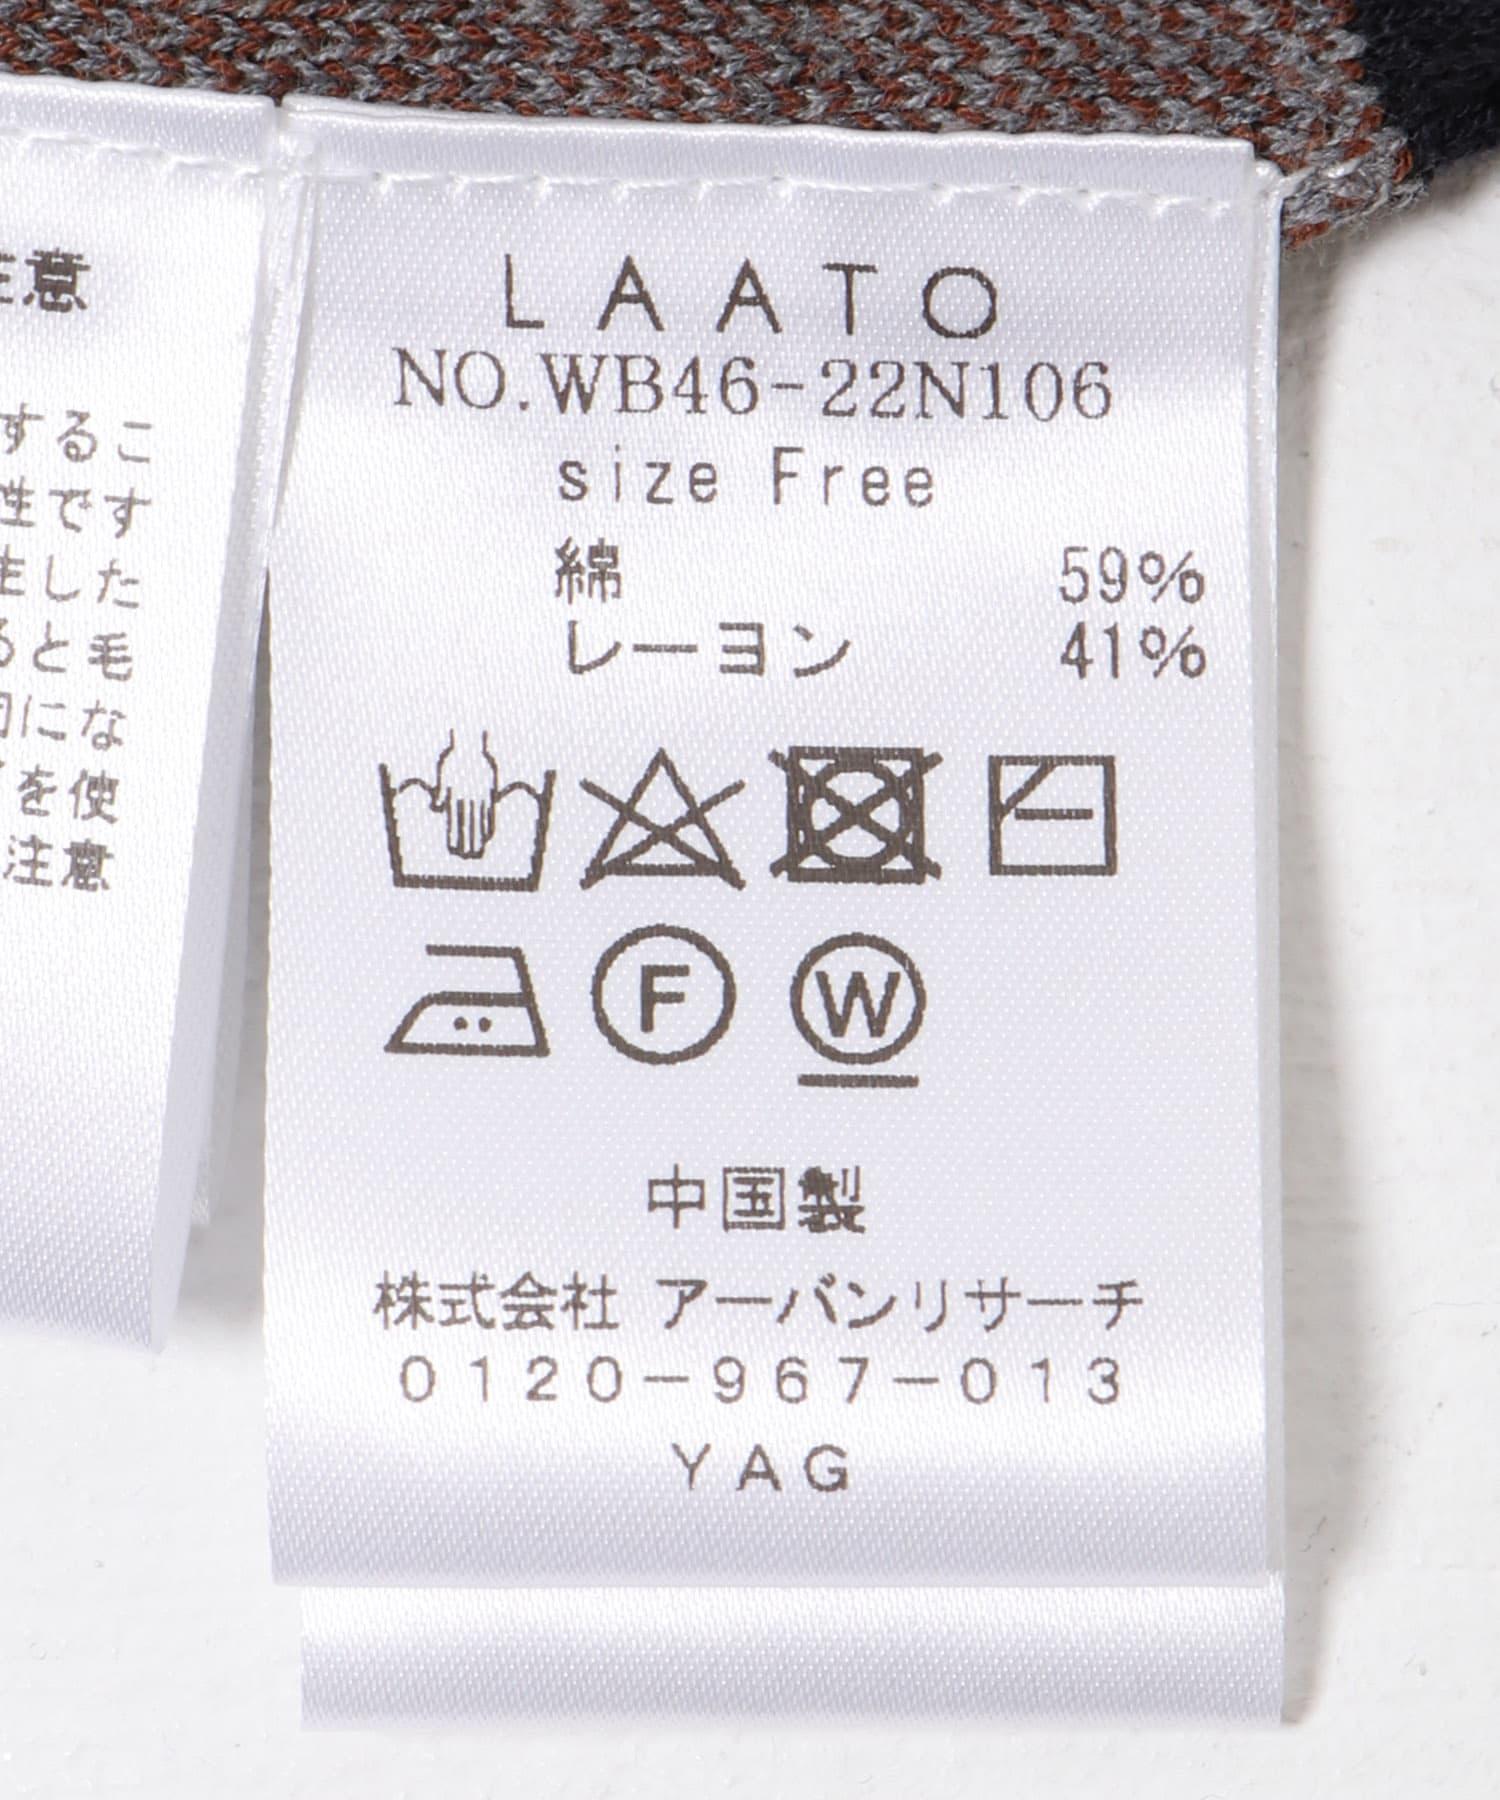 注意
するこ
性です
生した
ると毛
にな
を使
注意
LAATO
NO.WB46-22N106
size Free
綿 59%
レーヨン 41%
F W
中国製
株式会社 アーバンリサーチ
0120-967-013
YAG